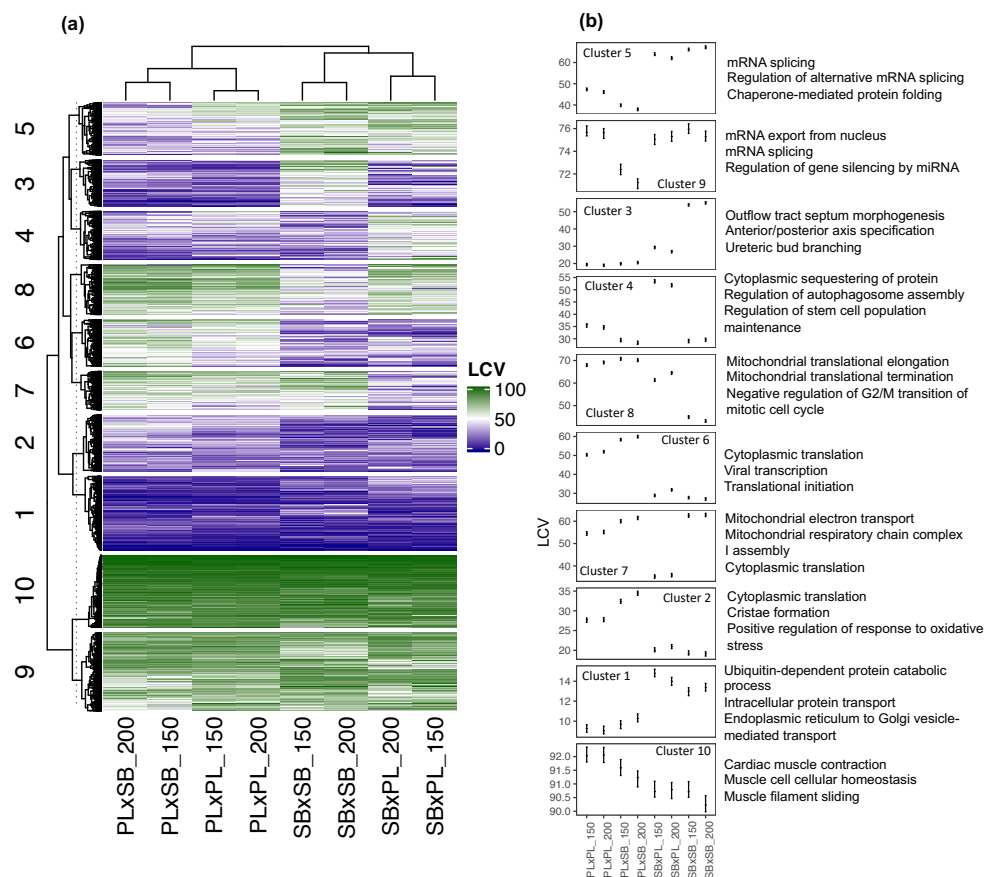 (a)
5
3
4
8
6
7
2
1
10
9
LCV
100
50
0
PLxSB_200
PLxSB_150
PLxPL_150
PLxPL_200
SBxSB_150
SBxSB_200
SBxPL_200
SBxPL_150
(b)
LCV
Cluster 5
60
50
40
mRNA splicing
Regulation of alternative mRNA splicing
Chaperone-mediated protein folding
76
74
72
Cluster 9
mRNA export from nucleus
mRNA splicing
Regulation of gene silencing by miRNA
Cluster 3
50
40
30
20
Outflow tract septum morphogenesis
Anterior/posterior axis specification
Ureteric bud branching
Cluster 4
55
50
45
40
35
30
Cytoplasmic sequestering of protein
Regulation of autophagosome assembly
Regulation of stem cell population
maintenance
70
60
50
Cluster 8
Mitochondrial translational elongation
Mitochondrial translational termination
Negative regulation of G2/M transition of
mitotic cell cycle
Cluster 6
60
50
40
30
Cytoplasmic translation
Viral transcription
Translational initiation
60
50
40
Cluster 7
Mitochondrial electron transport
Mitochondrial respiratory chain complex
I assembly
Cytoplasmic translation
35
30
25
20
Cluster 2
Cytoplasmic translation
Cristae formation
Positive regulation of response to oxidative
stress
Cluster 1
14
12
10
Ubiquitin-dependent protein catabolic
process
Intracellular protein transport
Endoplasmic reticulum to Golgi vesicle-
mediated transport
Cluster 10
92.0
91.5
91.0
90.5
90.0
Cardiac muscle contraction
Muscle cell cellular homeostasis
Muscle filament sliding
PLxPL_150
PLxPL_200
PLxSB_150
PLxSB_200
SBxPL_150
SBxPL_200
SBxSB_150
SBxSB_200